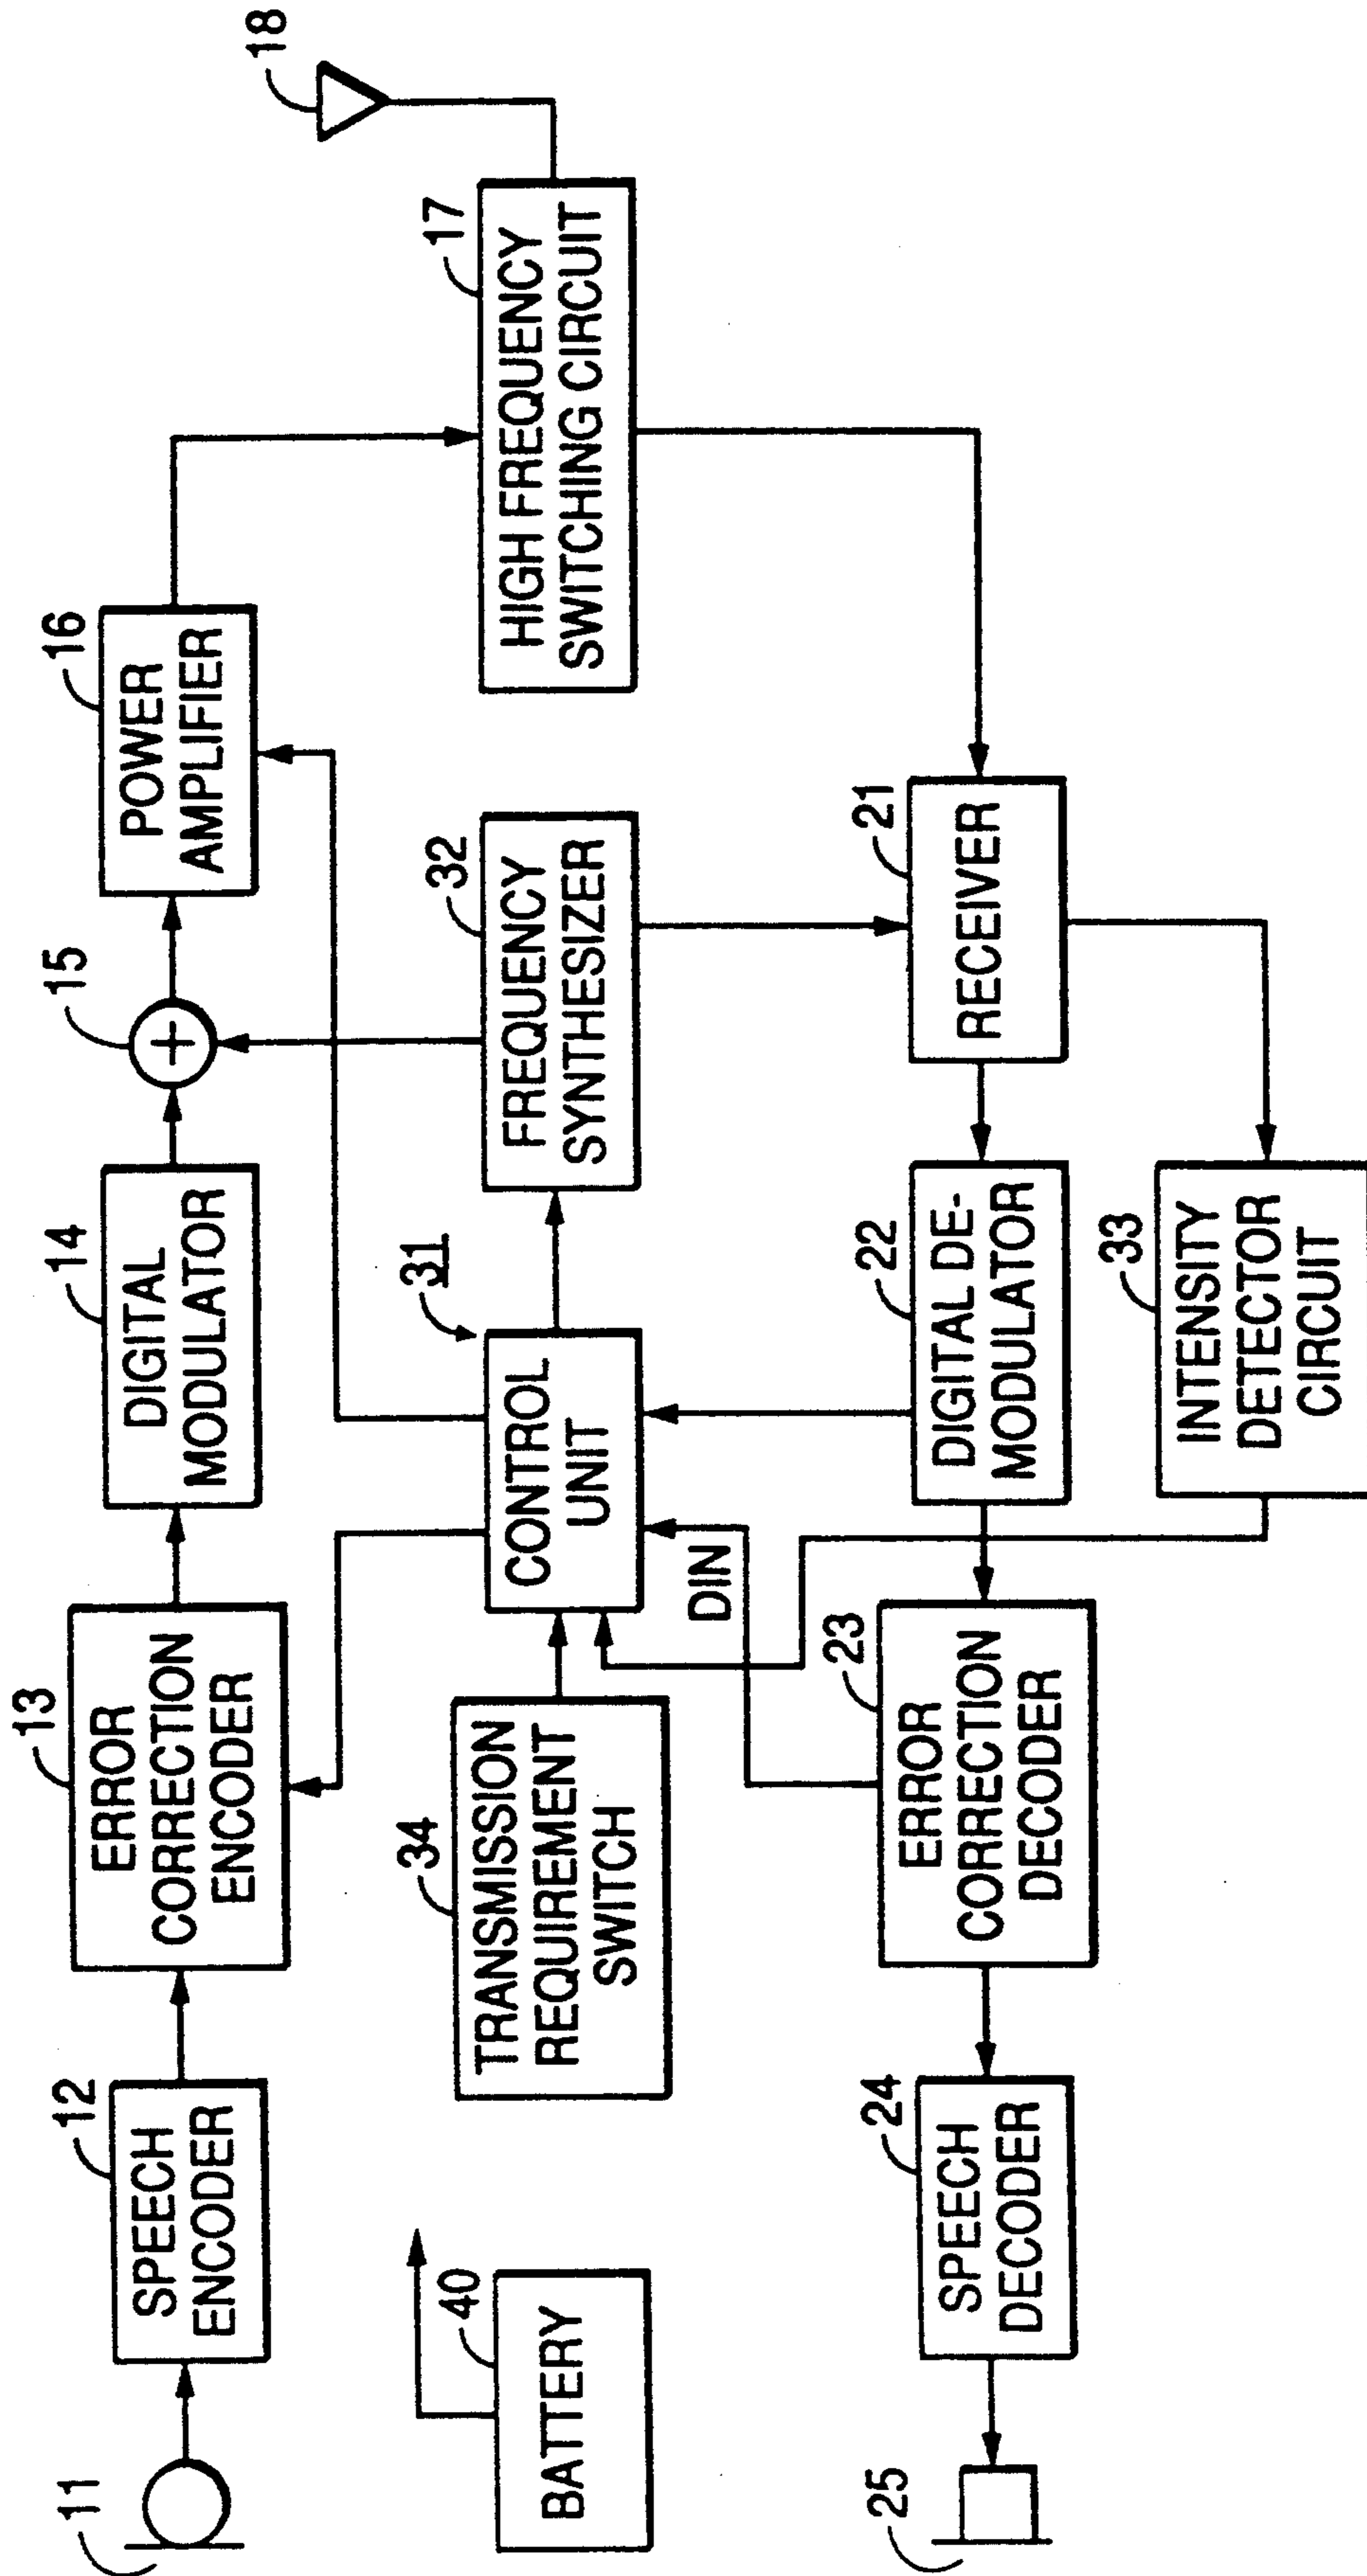 11
12
SPEECH
ENCODER
13
ERROR
CORRECTION
ENCODER
14
DIGITAL
MODULATOR
15
+
16
POWER
AMPLIFIER
18
40
BATTERY
34
TRANSMISSION
REQUIREMENT
SWITCH
31
CONTROL
UNIT
32
FREQUENCY
SYNTHESIZER
17
HIGH FREQUENCY
SWITCHING CIRCUIT
DIN
25
24
SPEECH
DECODER
23
ERROR
CORRECTION
DECODER
22
DIGITAL DE-
MODULATOR
21
RECEIVER
33
INTENSITY
DETECTOR
CIRCUIT